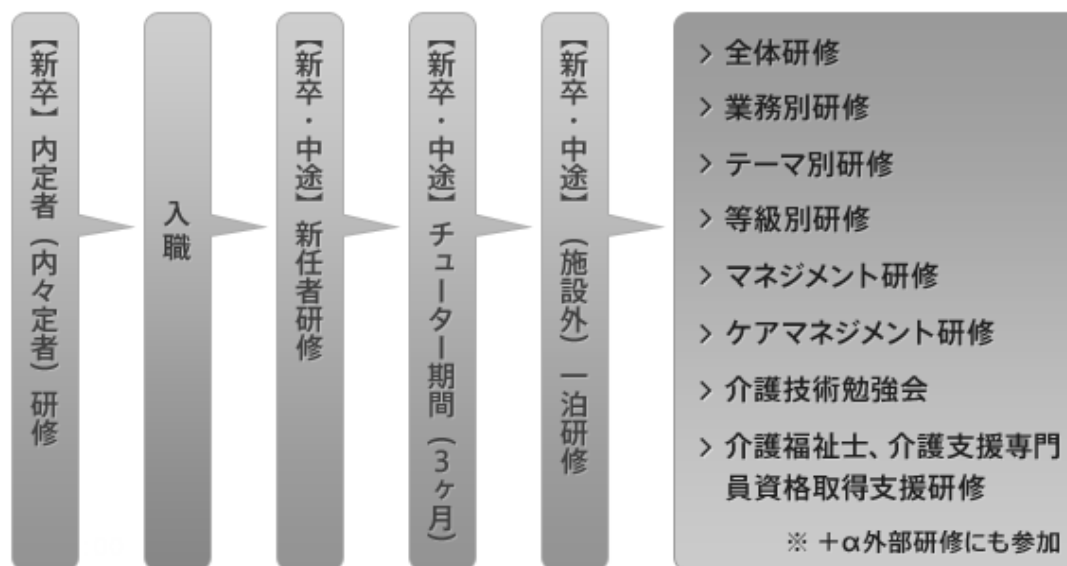 【新卒】内定者（内々定者）研修
入職
【新卒・中途】新任者研修
【新卒・中途】チューター期間（3ヶ月）
【新卒・中途】（施設外）一泊研修
> 全体研修
> 業務別研修
> テーマ別研修
> 等級別研修
> マネジメント研修
> ケアマネジメント研修
> 介護技術勉強会
> 介護福祉士、介護支援専門
員資格取得支援研修
※ +α外部研修にも参加